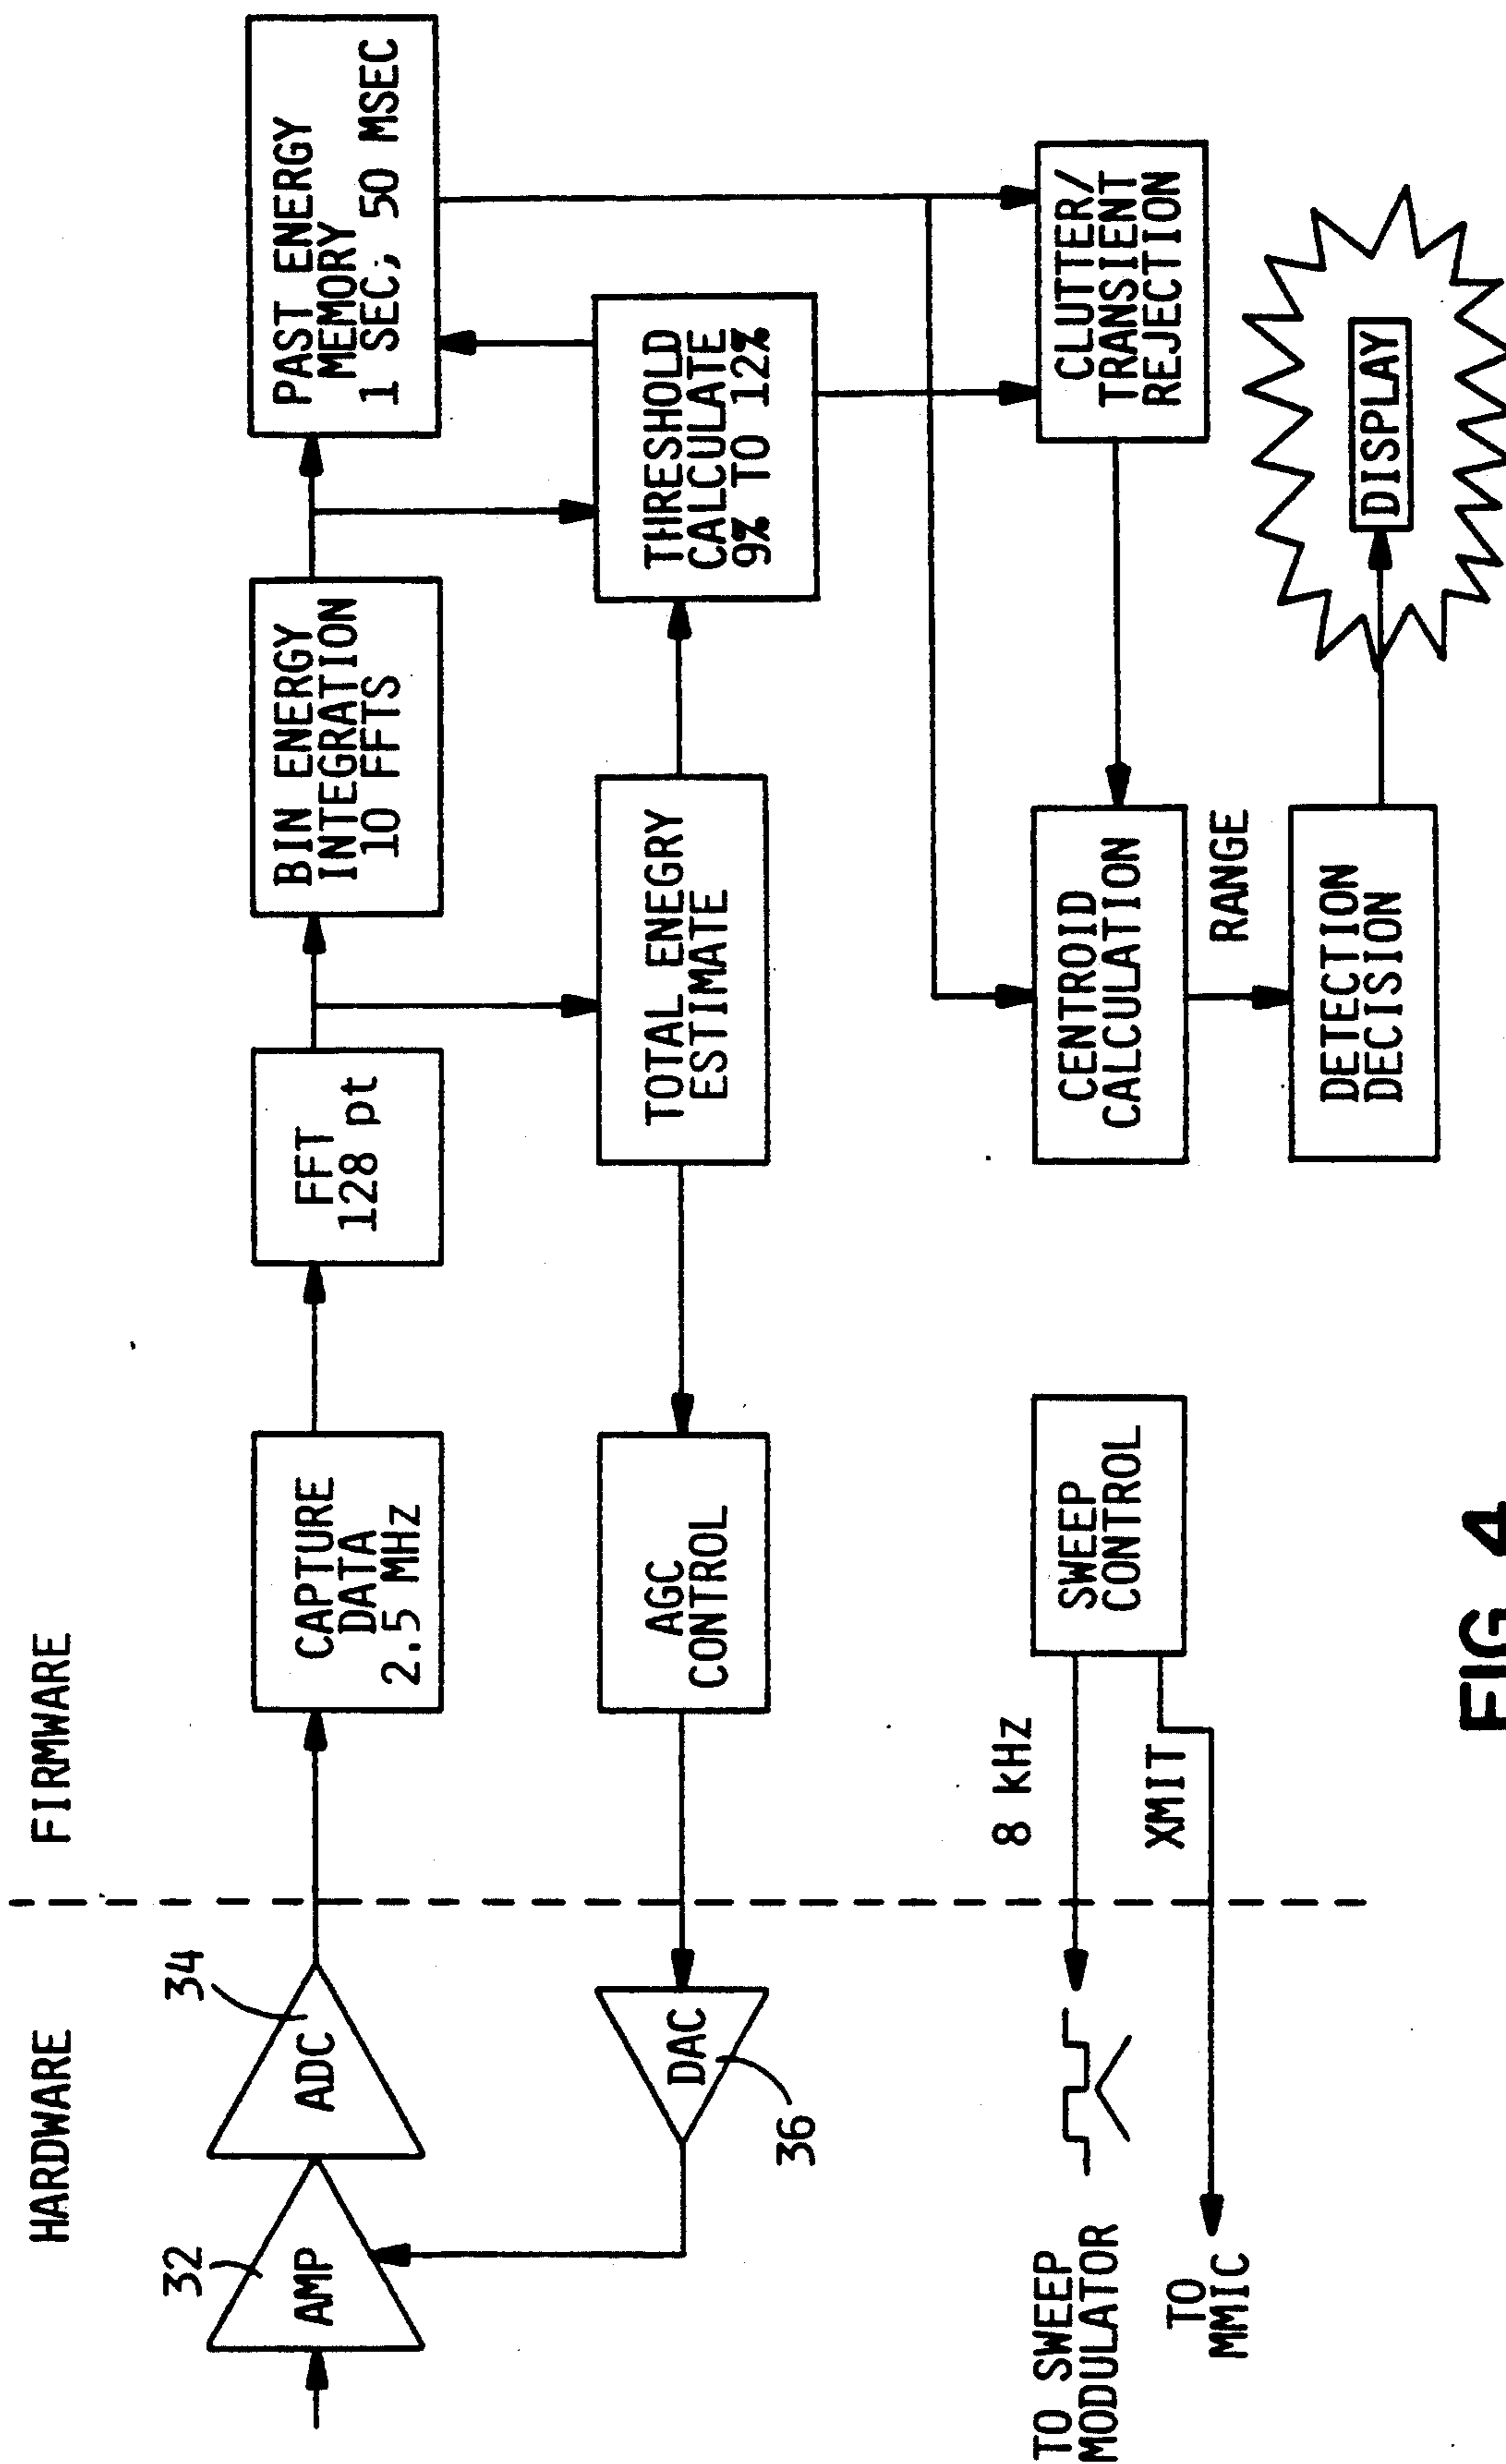 HARDWARE
FIRMWARE
32
AMP
34
ADC
CAPTURE
DATA
2.5 MHz
FFT
128 pt
BIN ENERGY
INTEGRATION
10 FFTS
PAST ENERGY
MEMORY
1 SEC, 50 MSEC
DAC
36
AGC
CONTROL
TOTAL ENEGRY
ESTIMATE
THRESHOLD
CALCULATE
9% TO 12%
TO SWEEP
MODULATOR
8 kHz
SWEEP
CONTROL
XMIT
TO
MMIC
CENTROID
CALCULATION
CLUTTER/
TRANSIENT
REJECTION
RANGE
DETECTION
DECISION
DISPLAY
FIG 4